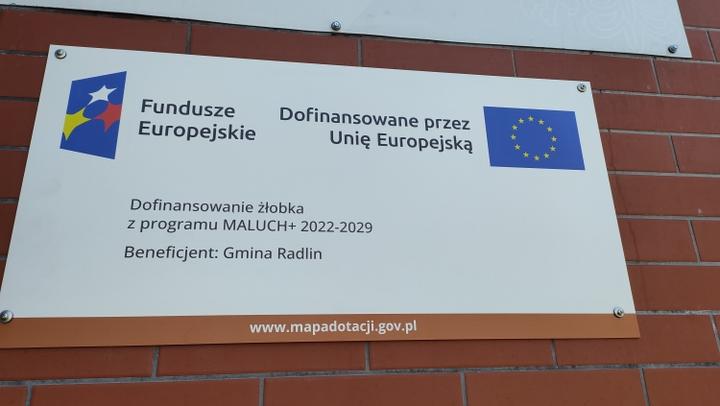 Fundusze
Europejskie
Dofinansowane przez
Unię Europejską
Dofinansowanie żłobka
z programu MALUCH+ 2022-2029
Beneficjent: Gmina Radlin
www.mapadotacji.gov.pl